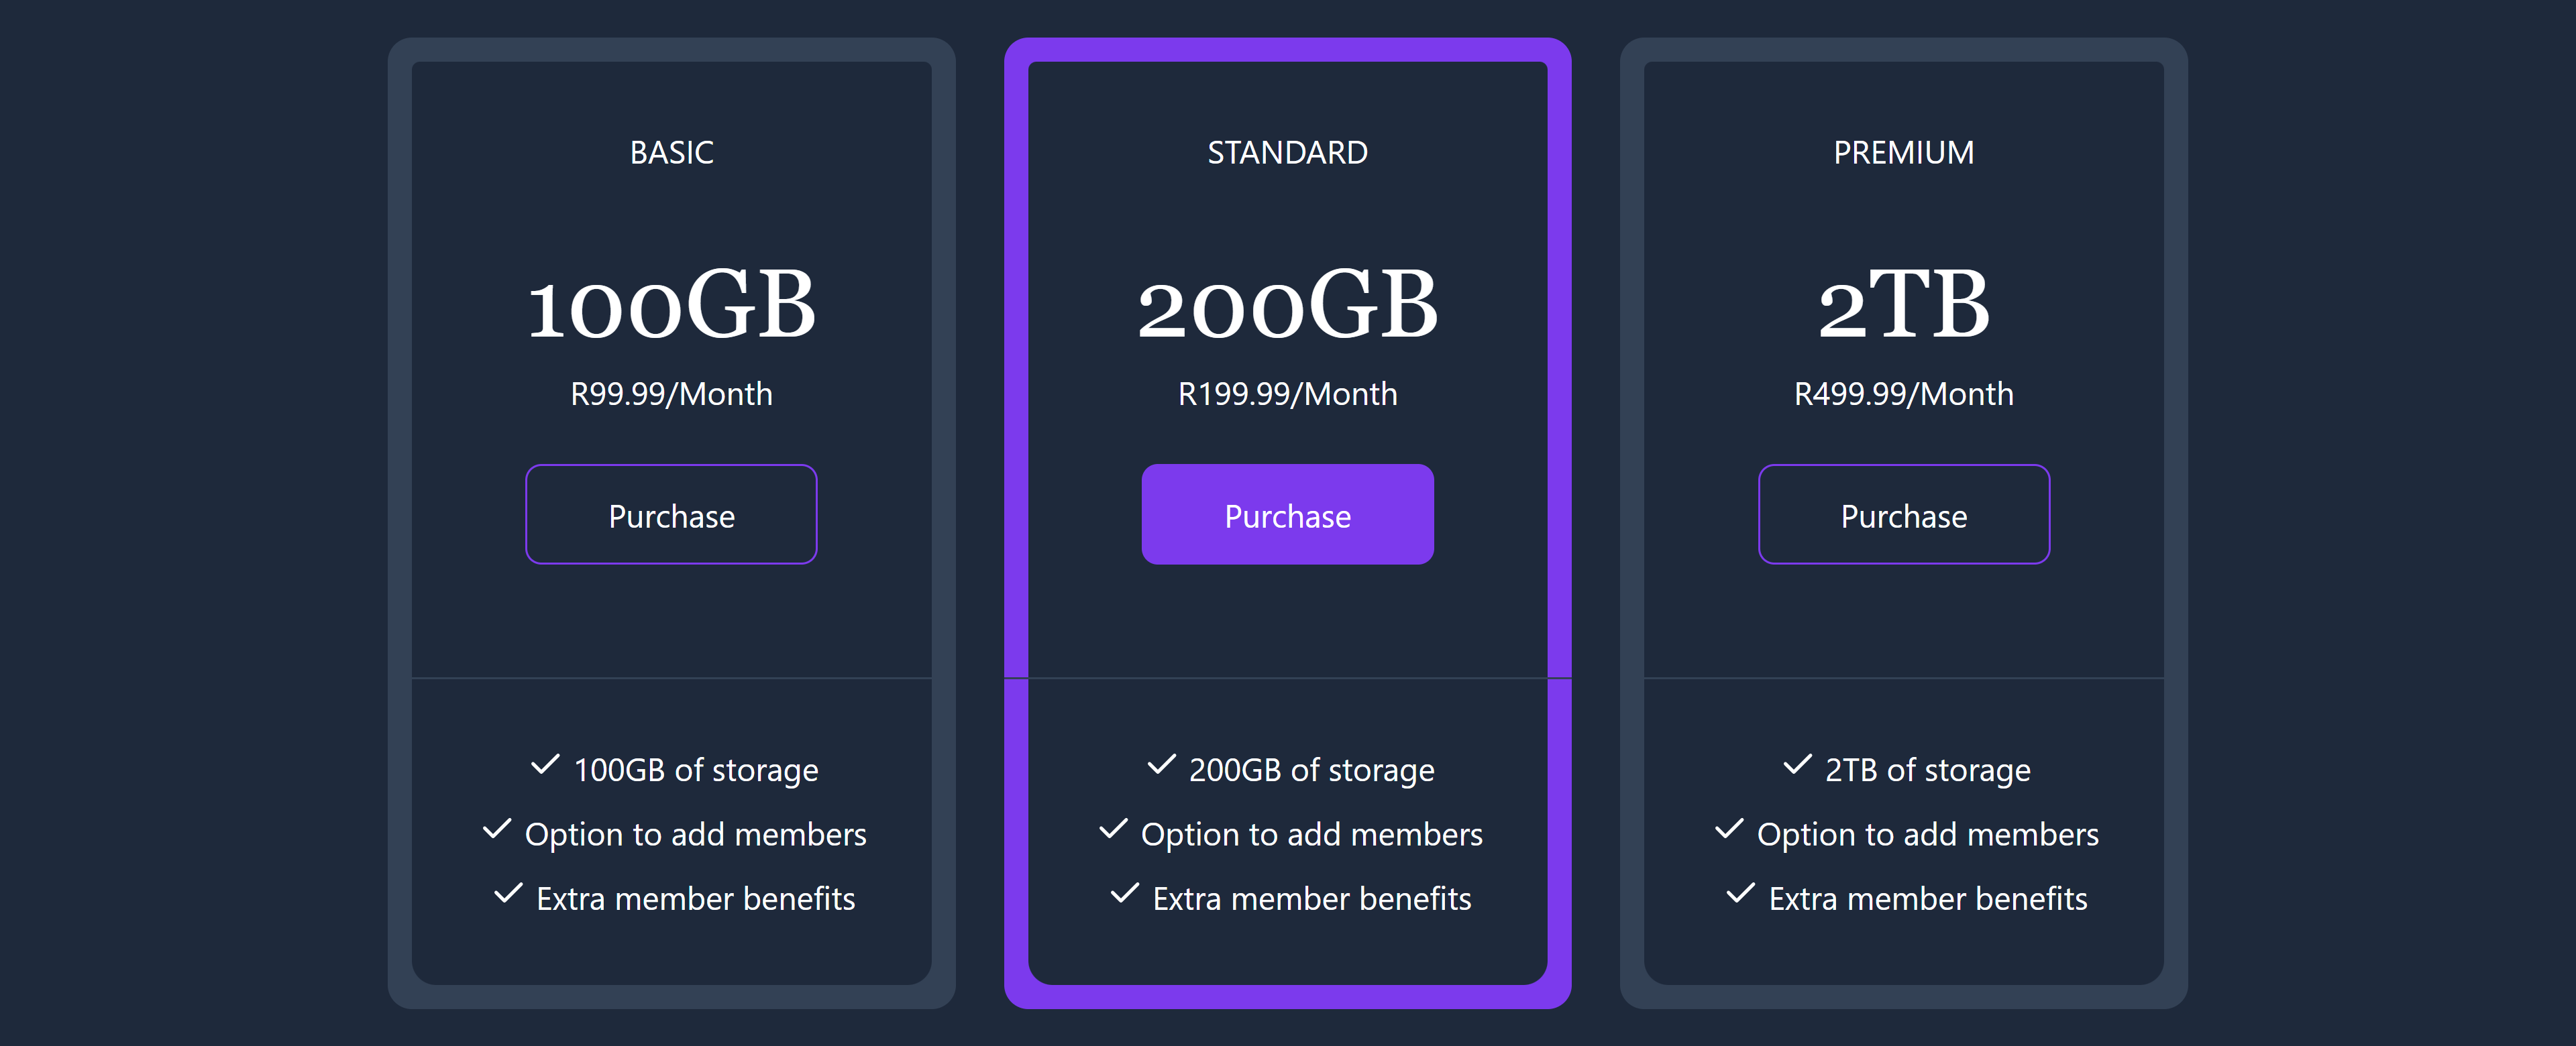 BASIC
100GB
R99.99/Month
Purchase
100GB of storage
Option to add members
Extra member benefits
STANDARD
200GB
R199.99/Month
Purchase
200GB of storage
Option to add members
Extra member benefits
PREMIUM
2TB
R499.99/Month
Purchase
2TB of storage
Option to add members
Extra member benefits